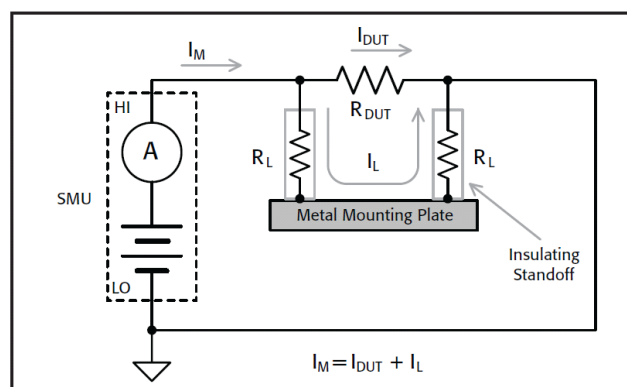 I_DUT
I_M
HI
R_DUT
A
R_L
I_L
R_L
SMU
Metal Mounting Plate
Insulating
Standoff
LO
I_M = I_DUT + I_L